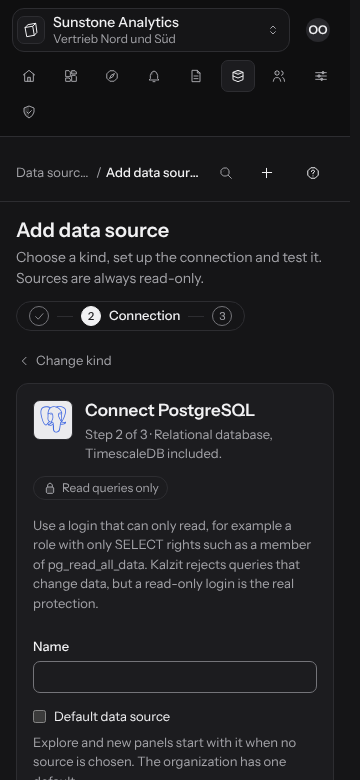 Sunstone Analytics
Vertrieb Nord und Süd
OO
Data sourc... / Add data sour...
Add data source
Choose a kind, set up the connection and test it.
Sources are always read-only.
2 Connection 3
Change kind
Connect PostgreSQL
Step 2 of 3 · Relational database,
TimescaleDB included.
Read queries only
Use a login that can only read, for example a
role with only SELECT rights such as a member
of pg_read_all_data. Kalzit rejects queries that
change data, but a read-only login is the real
protection.
Name
Default data source
Explore and new panels start with it when no
source is chosen. The organization has one
default.